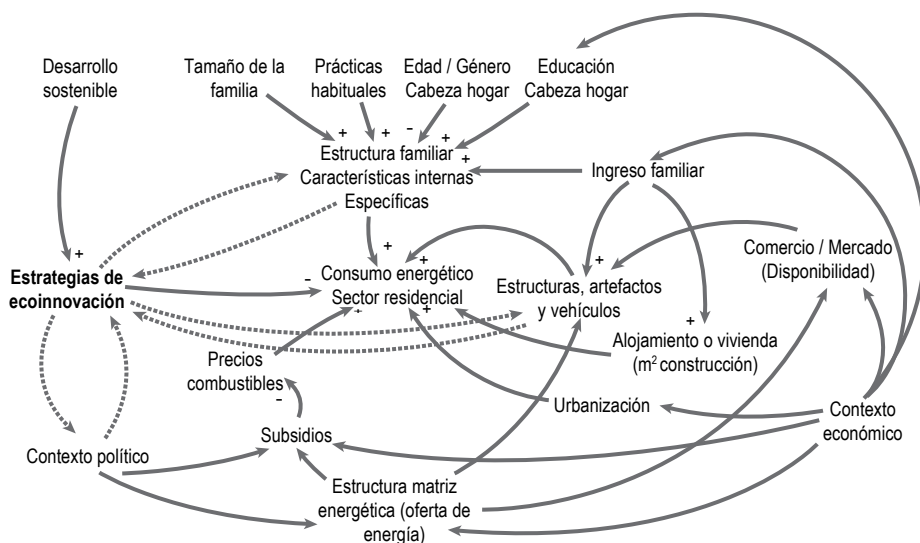 Desarrollo
sostenible
Tamaño de la
familia
Prácticas
habituales
Edad / Género
Cabeza hogar
Educación
Cabeza hogar
+
+
-
+
+
Estructura familiar
Características internas
Específicas
Ingreso familiar
+
Estrategias de
ecoinnovación
-
+
+
Consumo energético
Sector residencial
-
+
+
Estructuras, artefactos
y vehículos
Comercio / Mercado
(Disponibilidad)
+
Alojamiento o vivienda
(m² construcción)
Precios
combustibles
-
Urbanización
Contexto
económico
Subsidios
Contexto político
Estructura matriz
energética (oferta de
energía)